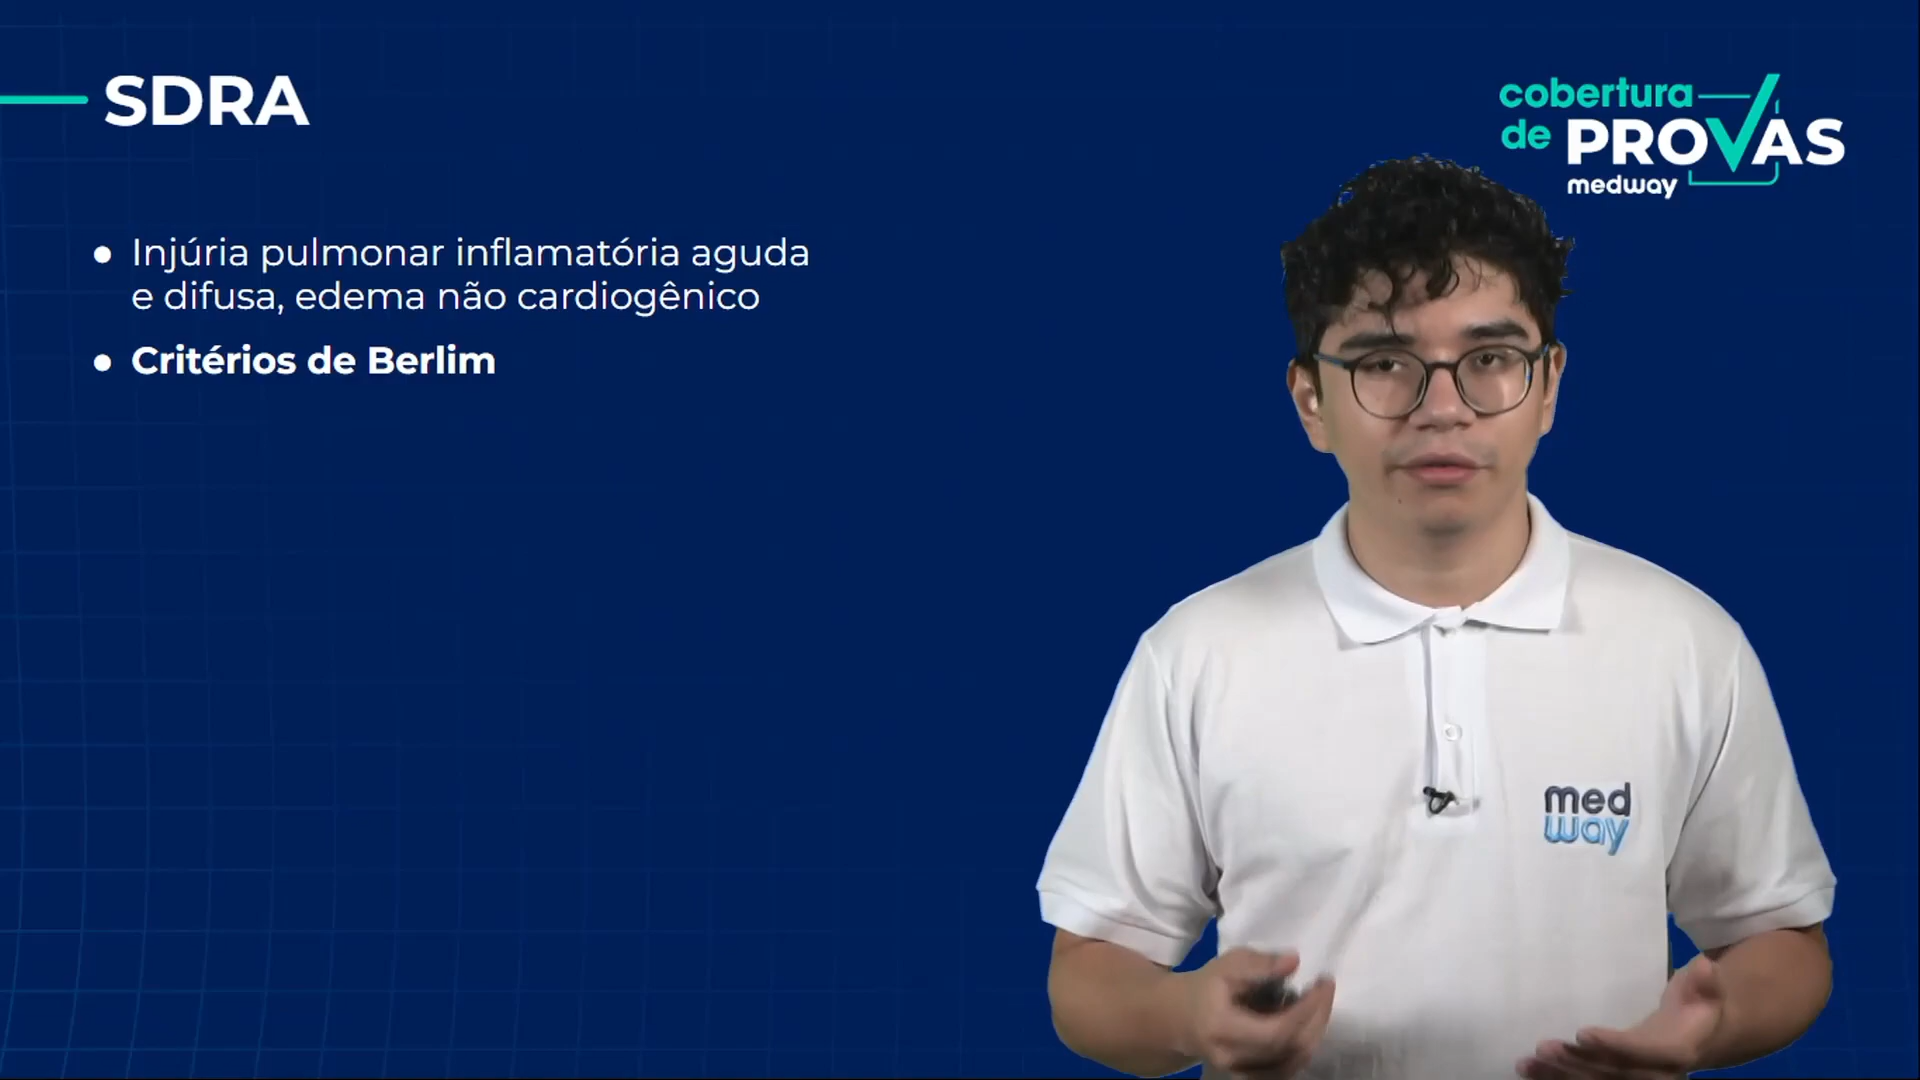 SDRA
cobertura
de PROVAS
medway
● Injúria pulmonar inflamatória aguda
e difusa, edema não cardiogênico
● Critérios de Berlim
med
way